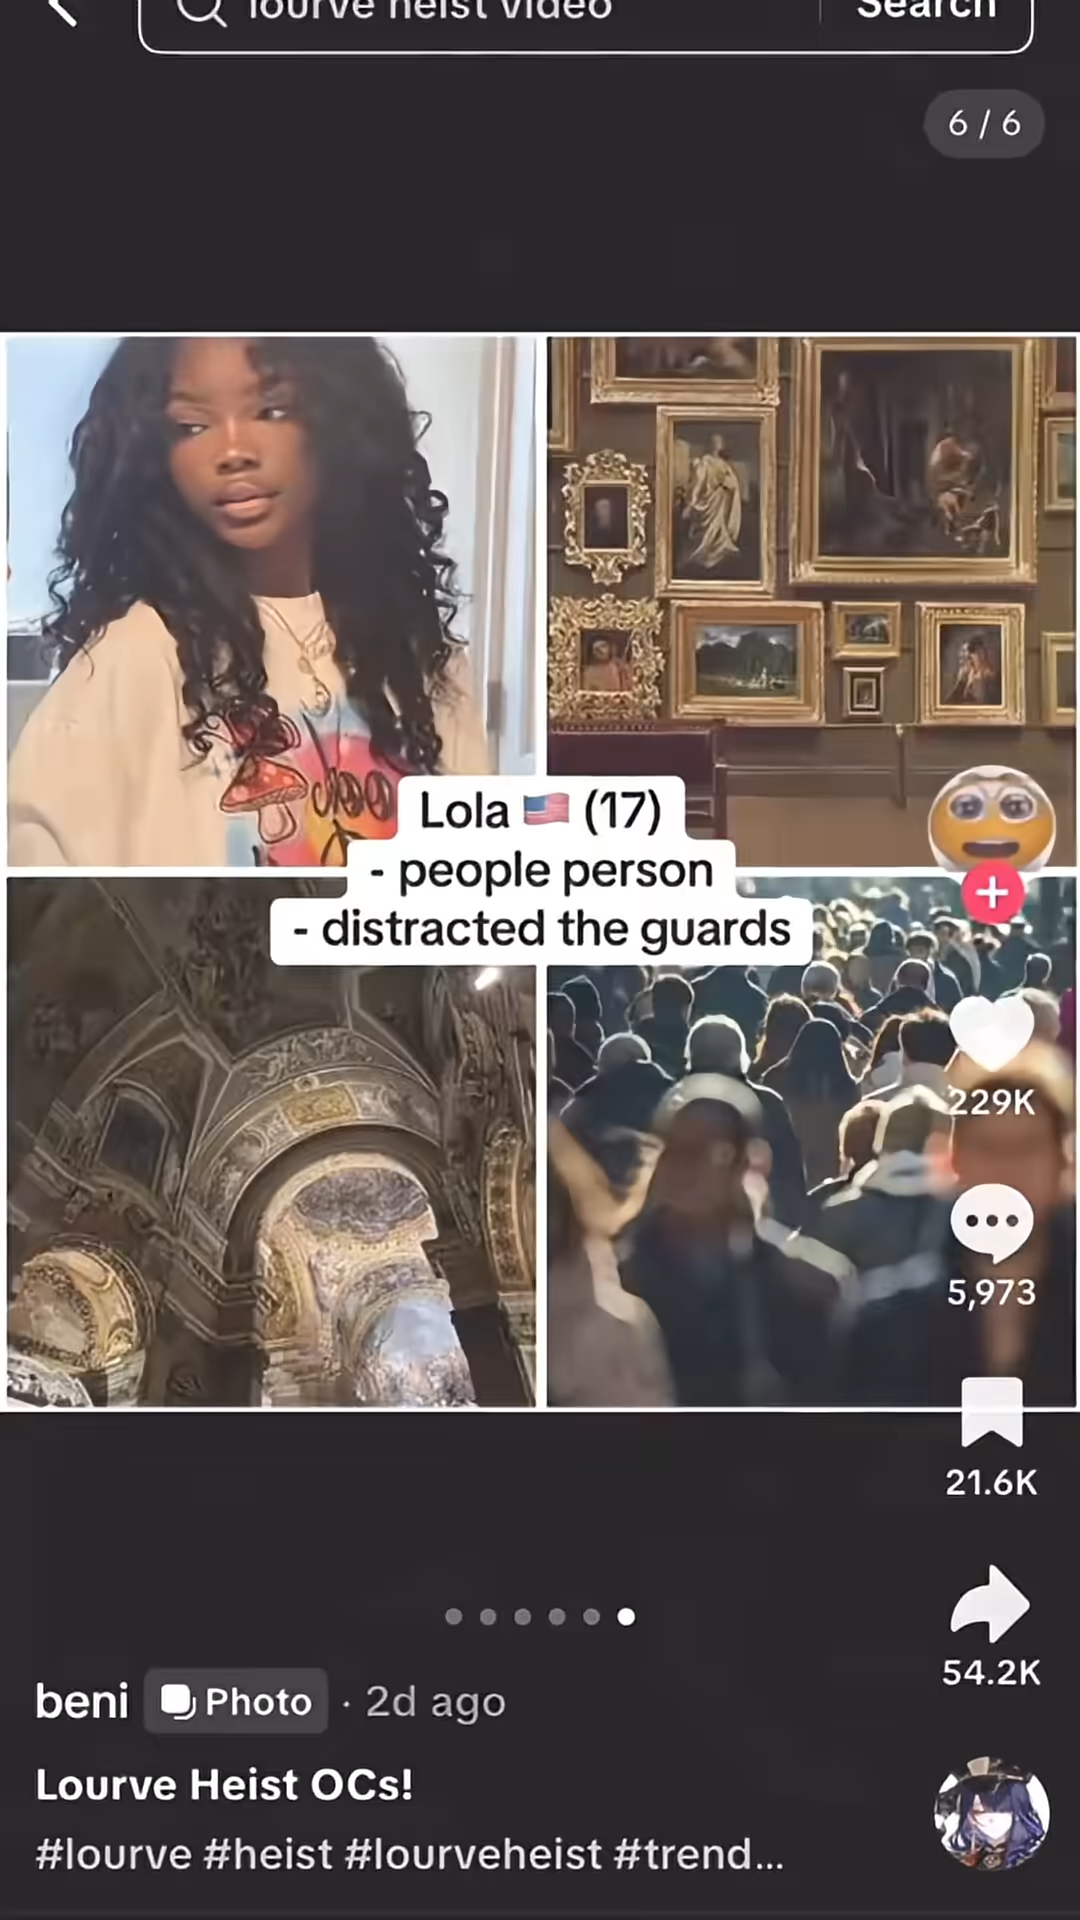 lourve heist video
Search
6 / 6
Lola 🇺🇸 (17)
- people person
- distracted the guards
229K
5,973
21.6K
54.2K
beni Photo · 2d ago
Lourve Heist OCs!
#lourve #heist #lourveheist #trend...